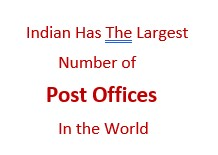 Indian Has The Largest
Number of
Post Offices
In the World